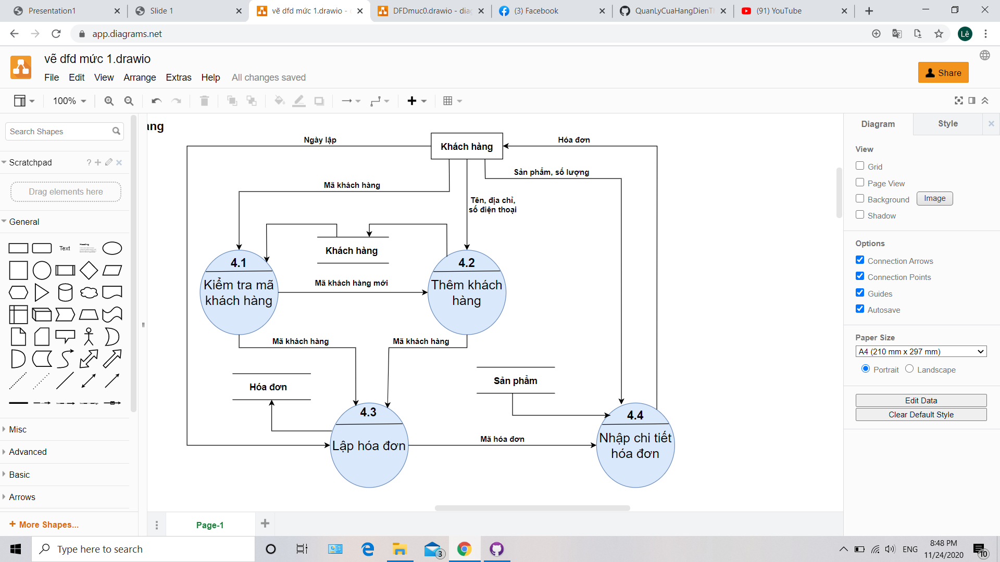 Presentation1
Slide 1
vẽ dfd mức 1.drawio - d
DFDmuc0.drawio - diag
(3) Facebook
QuanLyCuaHangDienTh
(91) YouTube
app.diagrams.net
Lê
vẽ dfd mức 1.drawio
File Edit View Arrange Extras Help All changes saved
Share
100%
Search Shapes
Scratchpad
?
Drag elements here
General
Text
Heading
Misc
Advanced
Basic
Arrows
+ More Shapes...
ang
Ngày lập
Khách hàng
Hóa đơn
Sản phẩm, số lượng
Mã khách hàng
Tên, địa chỉ,
số điện thoại
Khách hàng
4.1
Kiểm tra mã
khách hàng
Mã khách hàng mới
4.2
Thêm khách
hàng
Mã khách hàng
Mã khách hàng
Hóa đơn
Sản phẩm
4.3
Lập hóa đơn
Mã hóa đơn
4.4
Nhập chi tiết
hóa đơn
Page-1
Diagram
Style
View
Grid
Page View
Background
Image
Shadow
Options
Connection Arrows
Connection Points
Guides
Autosave
Paper Size
A4 (210 mm x 297 mm)
Portrait
Landscape
Edit Data
Clear Default Style
Type here to search
3
ENG
8:48 PM
11/24/2020
10